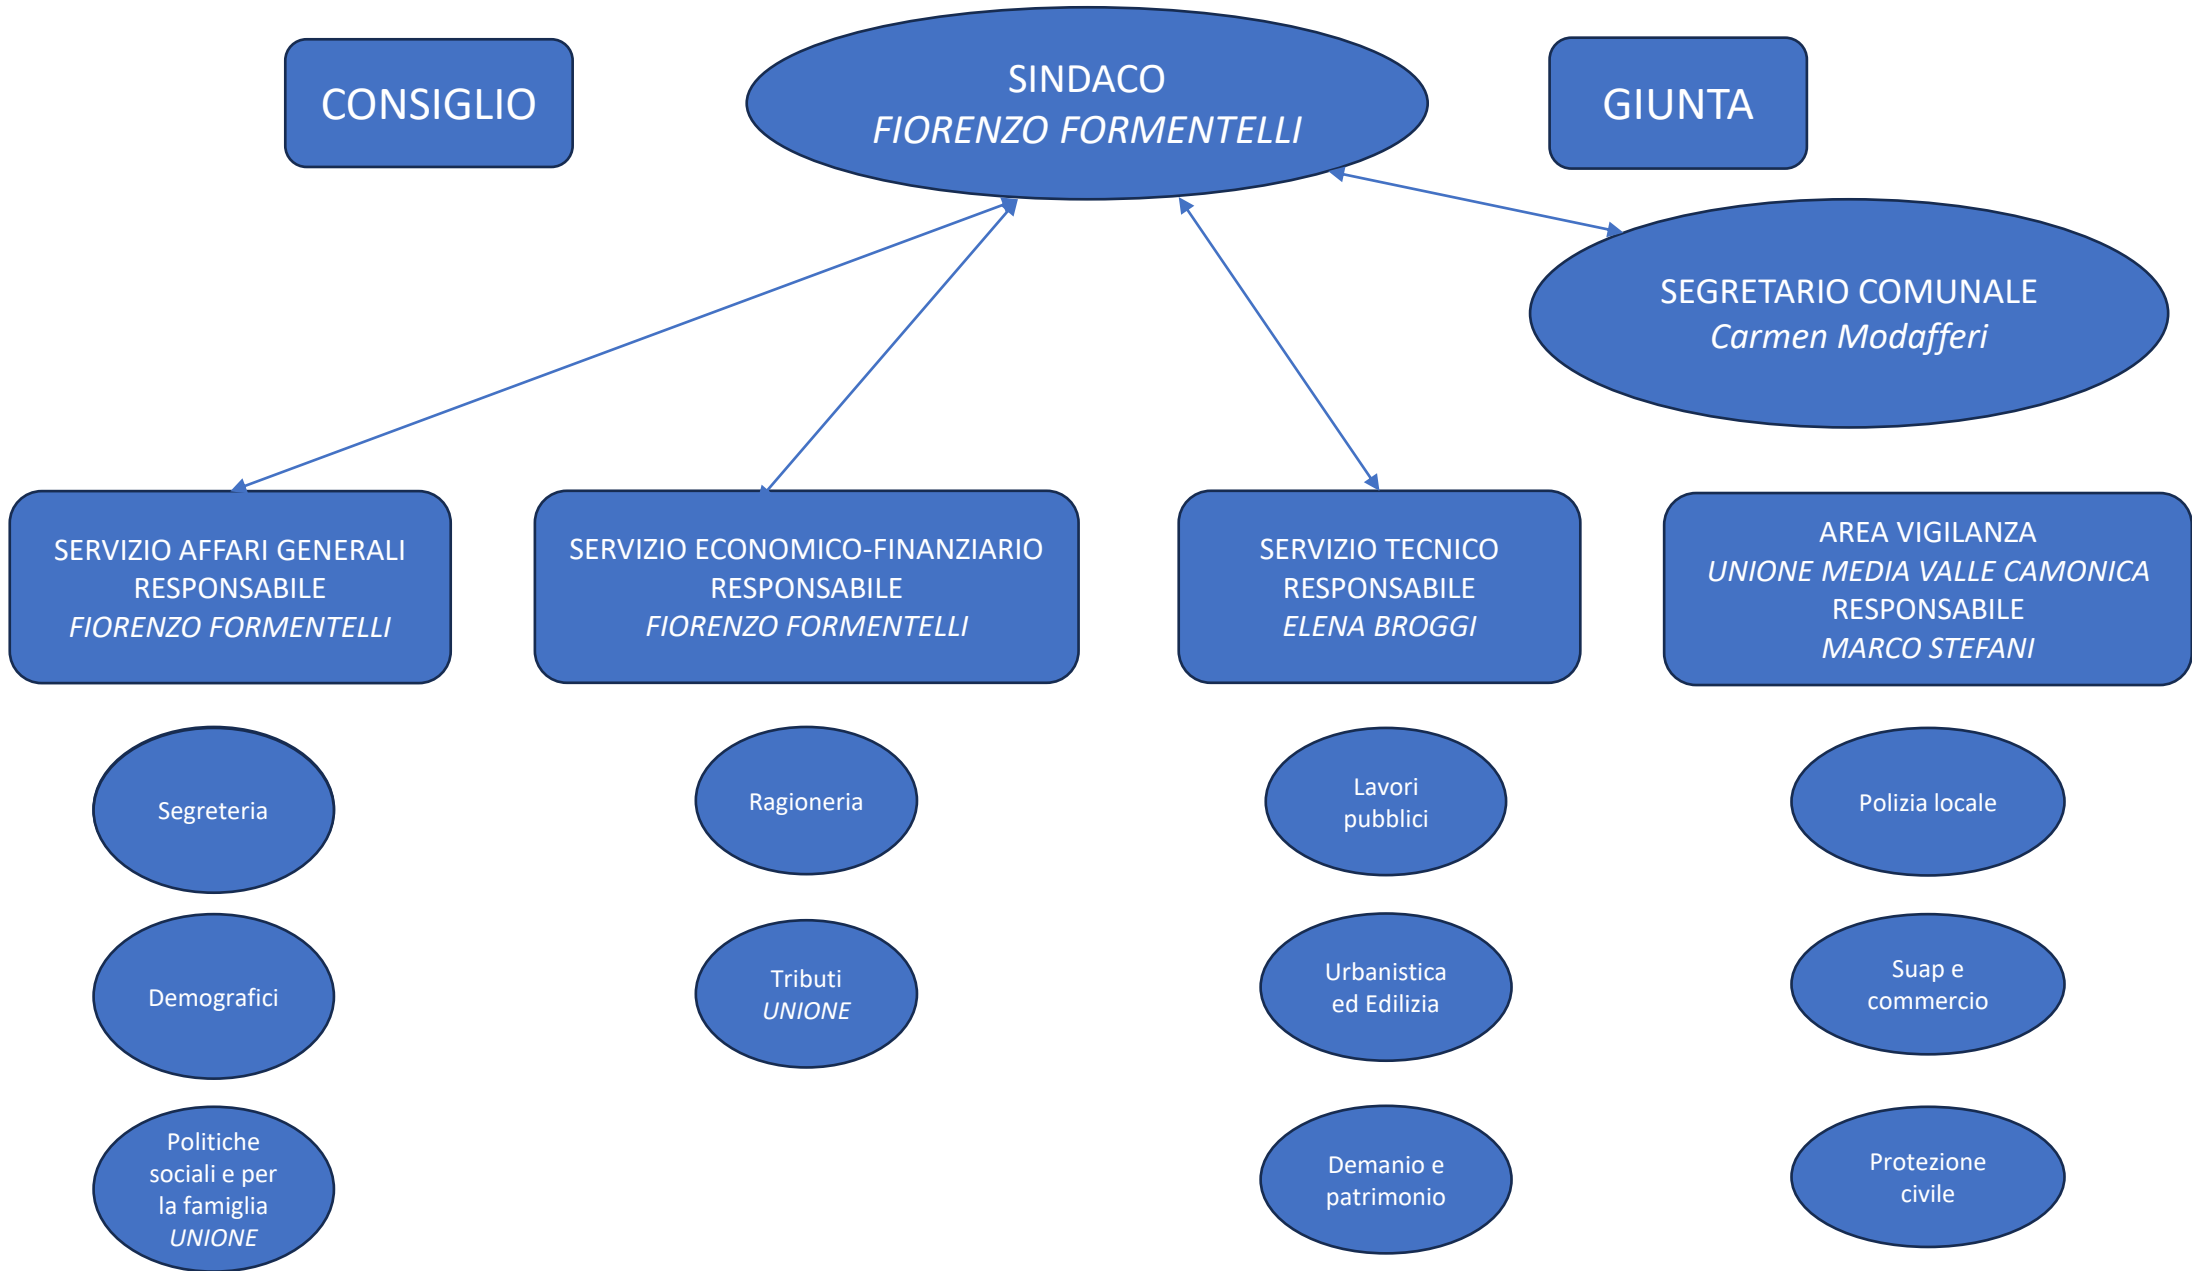 CONSIGLIO
SINDACO
FIORENZO FORMENTELLI
GIUNTA
SEGRETARIO COMUNALE
Carmen Modafferi
SERVIZIO AFFARI GENERALI
RESPONSABILE
FIORENZO FORMENTELLI
SERVIZIO ECONOMICO-FINANZIARIO
RESPONSABILE
FIORENZO FORMENTELLI
SERVIZIO TECNICO
RESPONSABILE
ELENA BROGGI
AREA VIGILANZA
UNIONE MEDIA VALLE CAMONICA
RESPONSABILE
MARCO STEFANI
Segreteria
Ragioneria
Lavori
pubblici
Polizia locale
Demografici
Tributi
UNIONE
Urbanistica
ed Edilizia
Suap e
commercio
Politiche
sociali e per
la famiglia
UNIONE
Demanio e
patrimonio
Protezione
civile